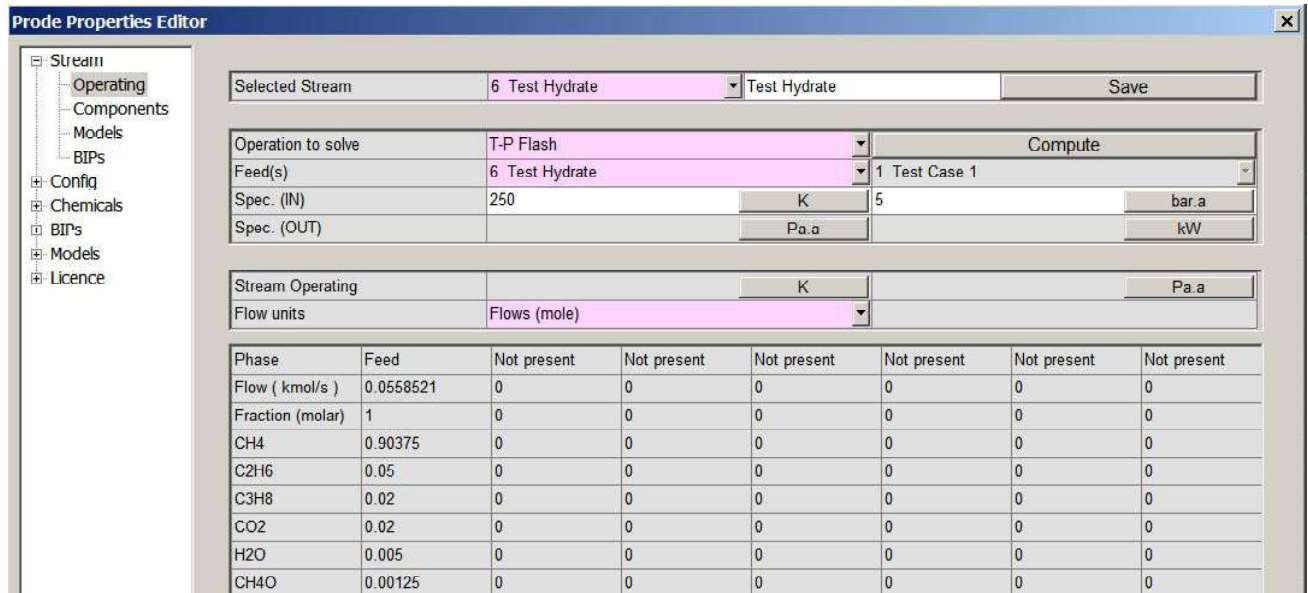 Prode Properties Editor
Stream
Operating
Components
Models
BIPs
Config
Chemicals
BIPs
Models
Licence
Selected Stream 6 Test Hydrate Test Hydrate Save
Operation to solve T-P Flash Compute
Feed(s) 6 Test Hydrate 1 Test Case 1
Spec. (IN) 250 K 5 bar.a
Spec. (OUT) Pa.a kW
Stream Operating K Pa.a
Flow units Flows (mole)
Phase Feed Not present Not present Not present Not present Not present Not present
Flow ( kmol/s ) 0.0558521 0 0 0 0 0 0
Fraction (molar) 1 0 0 0 0 0 0
CH4 0.90375 0 0 0 0 0 0
C2H6 0.05 0 0 0 0 0 0
C3H8 0.02 0 0 0 0 0 0
CO2 0.02 0 0 0 0 0 0
H2O 0.005 0 0 0 0 0 0
CH4O 0.00125 0 0 0 0 0 0